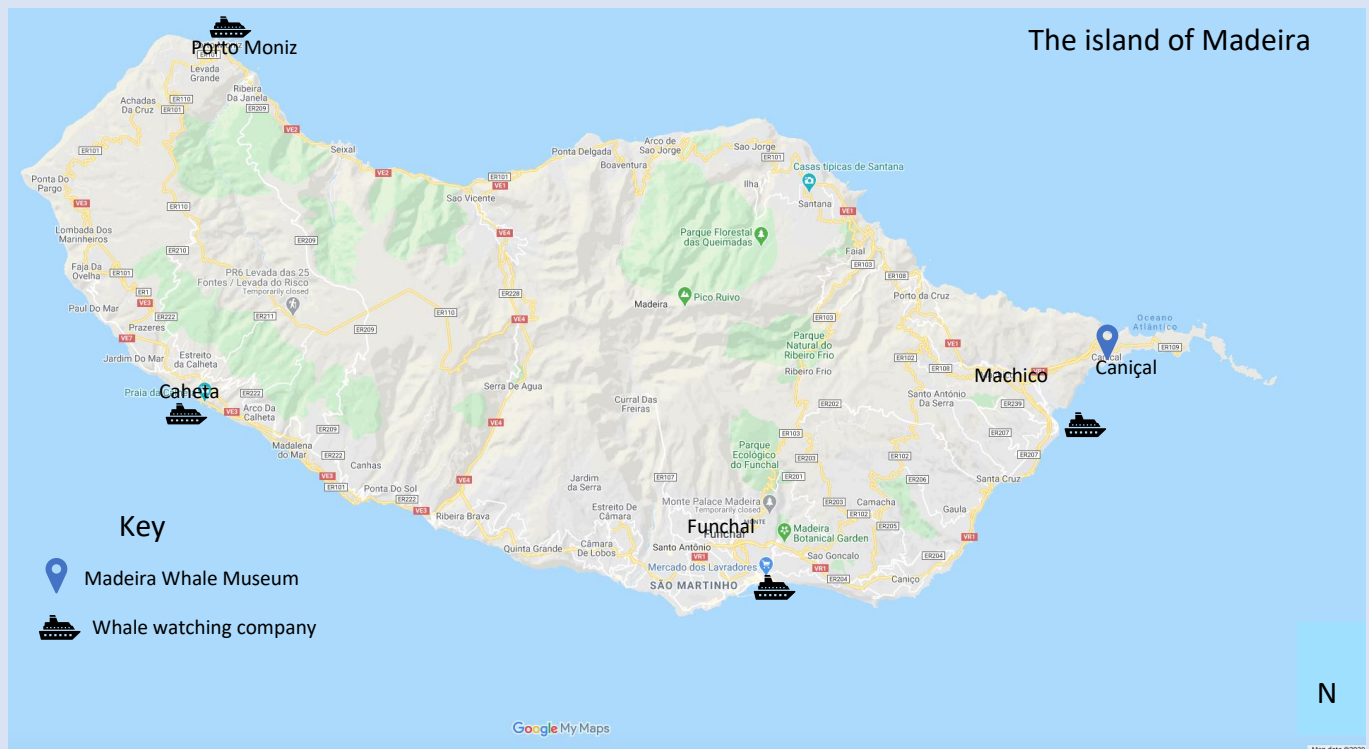 The island of Madeira
Porto Moniz
ER101
Levada
Grande
Ribeira
Da Janela
Achadas
Da Cruz
ER110
ER101
ER209
VE2
ER101
Seixal
VE2
Ponta Do
Pargo
VE3
ER110
Lombada Dos
Marinheiros
ER210
ER209
Faja Da
Ovelha
ER101
ER1
VE3
ER222
Paul Do Mar
Prazeres
VE7
PR6 Levada das 25
Fontes / Levada do Risco
Temporarily closed
ER211
ER209
ER110
Jardim Do Mar
Estreito
da Calheta
Caheta
ER222
VE3
Arco Da
Calheta
ER209
Madalena
do Mar
ER222
Canhas
VE3
ER101
Ponta Do Sol
ER222
VE3
Ribeira Brava
Sao Vicente
VE1
ER101
Ponta Delgada
Boaventura
Arco de
Sao Jorge
Sao Jorge
ER101
Casas típicas de Santana
Ilha
Santana
VE1
Parque Florestal
das Queimadas
Faial
ER103
ER108
VE4
ER228
VE4
Madeira
Pico Ruivo
Porto da Cruz
Serra De Agua
VE4
VE4
Curral Das
Freiras
Parque
Natural do
Ribeiro Frio
Ribeiro Frio
ER103
ER202
ER102
VE1
ER108
Machico
Santo António
Da Serra
ER239
ER207
ER207
Caniçal
Oceano
Atlântico
ER109
Parque
Ecológico
do Funchal
ER103
ER203
ER201
ER102
ER206
Santa Cruz
Jardim
da Serra
ER107
Monte Palace Madeira
Temporarily closed
ER203
Camacha
ER102
ER205
Gaula
VR1
Estreito De
Câmara
Funchal
MONTE
Funchal
Madeira
Botanical Garden
Quinta Grande
Câmara
De Lobos
Santo António
VR1
Sao Goncalo
VR1
ER204
ER204
Caniço
Mercado dos Lavradores
SÃO MARTINHO
Key
Madeira Whale Museum
Whale watching company
N
Google My Maps